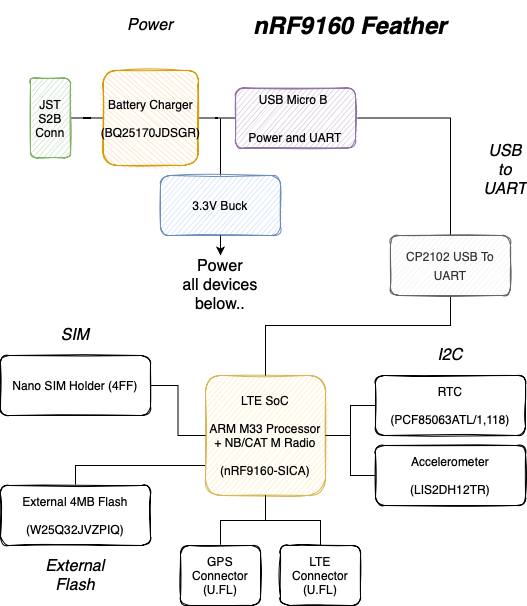 Power
nRF9160 Feather
JST
S2B
Conn
Battery Charger
(BQ25170JDSGR)
USB Micro B
Power and UART
USB
to
UART
3.3V Buck
CP2102 USB To
UART
Power
all devices
below..
SIM
I2C
Nano SIM Holder (4FF)
LTE SoC
ARM M33 Processor
+ NB/CAT M Radio
(nRF9160-SICA)
RTC
(PCF85063ATL/1,118)
Accelerometer
(LIS2DH12TR)
External 4MB Flash
(W25Q32JVZPIQ)
External
Flash
GPS
Connector
(U.FL)
LTE
Connector
(U.FL)